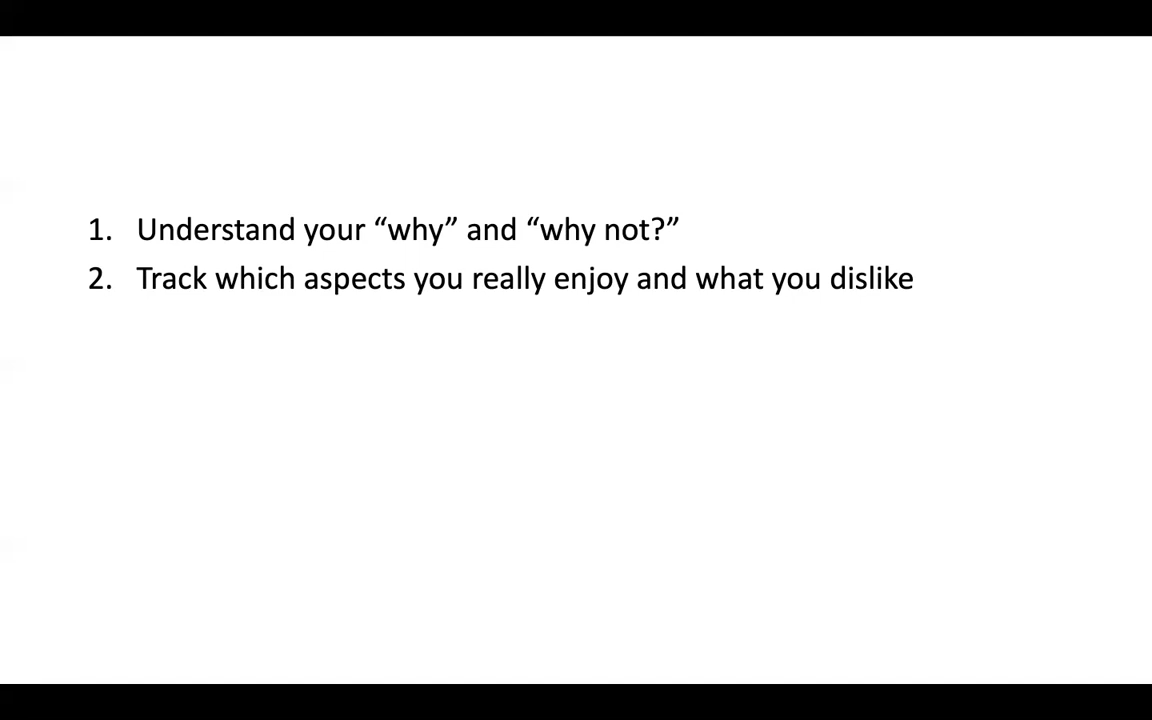 1. Understand your “why” and “why not?”
2. Track which aspects you really enjoy and what you dislike